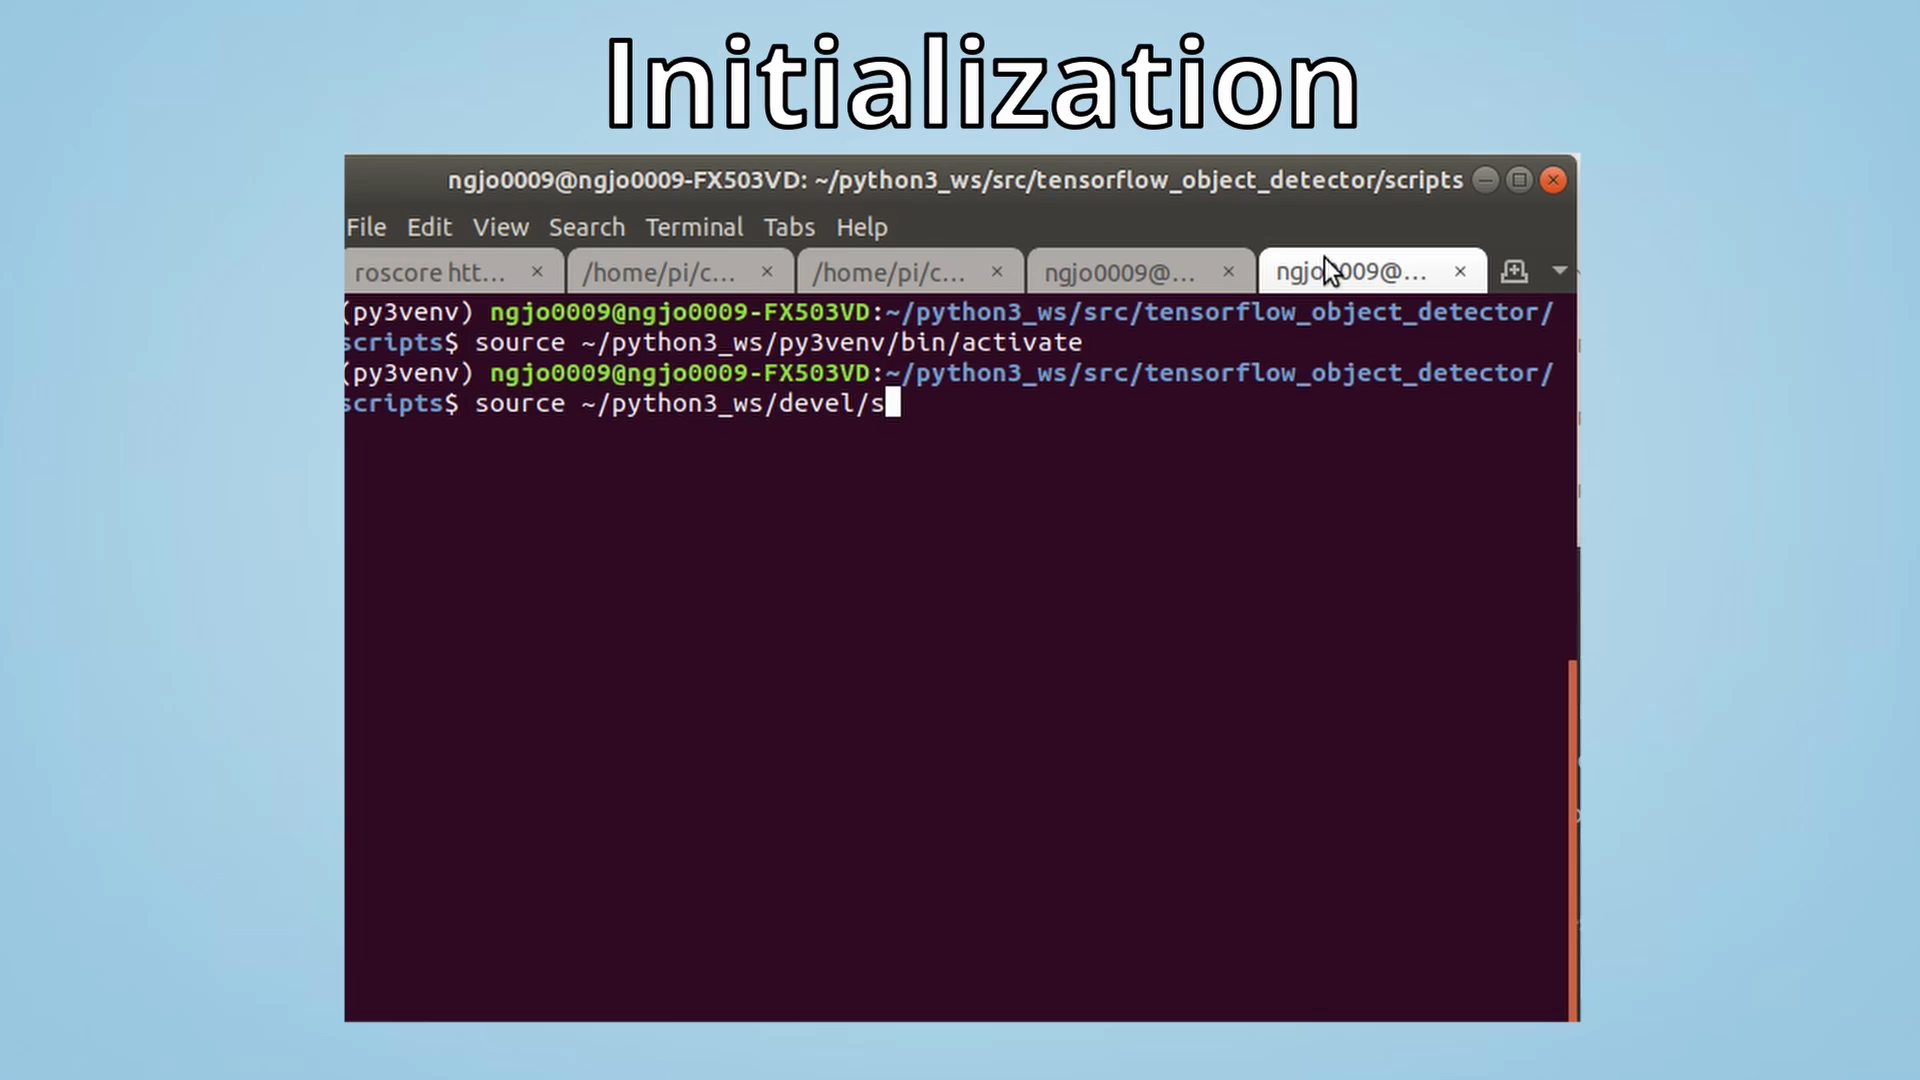 Initialization
ngjo0009@ngjo0009-FX503VD: ~/python3_ws/src/tensorflow_object_detector/scripts
File Edit View Search Terminal Tabs Help
roscore htt... × /home/pi/c... × /home/pi/c... × ngjo0009@... × ngjo0009@... ×
(py3venv) ngjo0009@ngjo0009-FX503VD:~/python3_ws/src/tensorflow_object_detector/
scripts$ source ~/python3_ws/py3venv/bin/activate
(py3venv) ngjo0009@ngjo0009-FX503VD:~/python3_ws/src/tensorflow_object_detector/
scripts$ source ~/python3_ws/devel/s